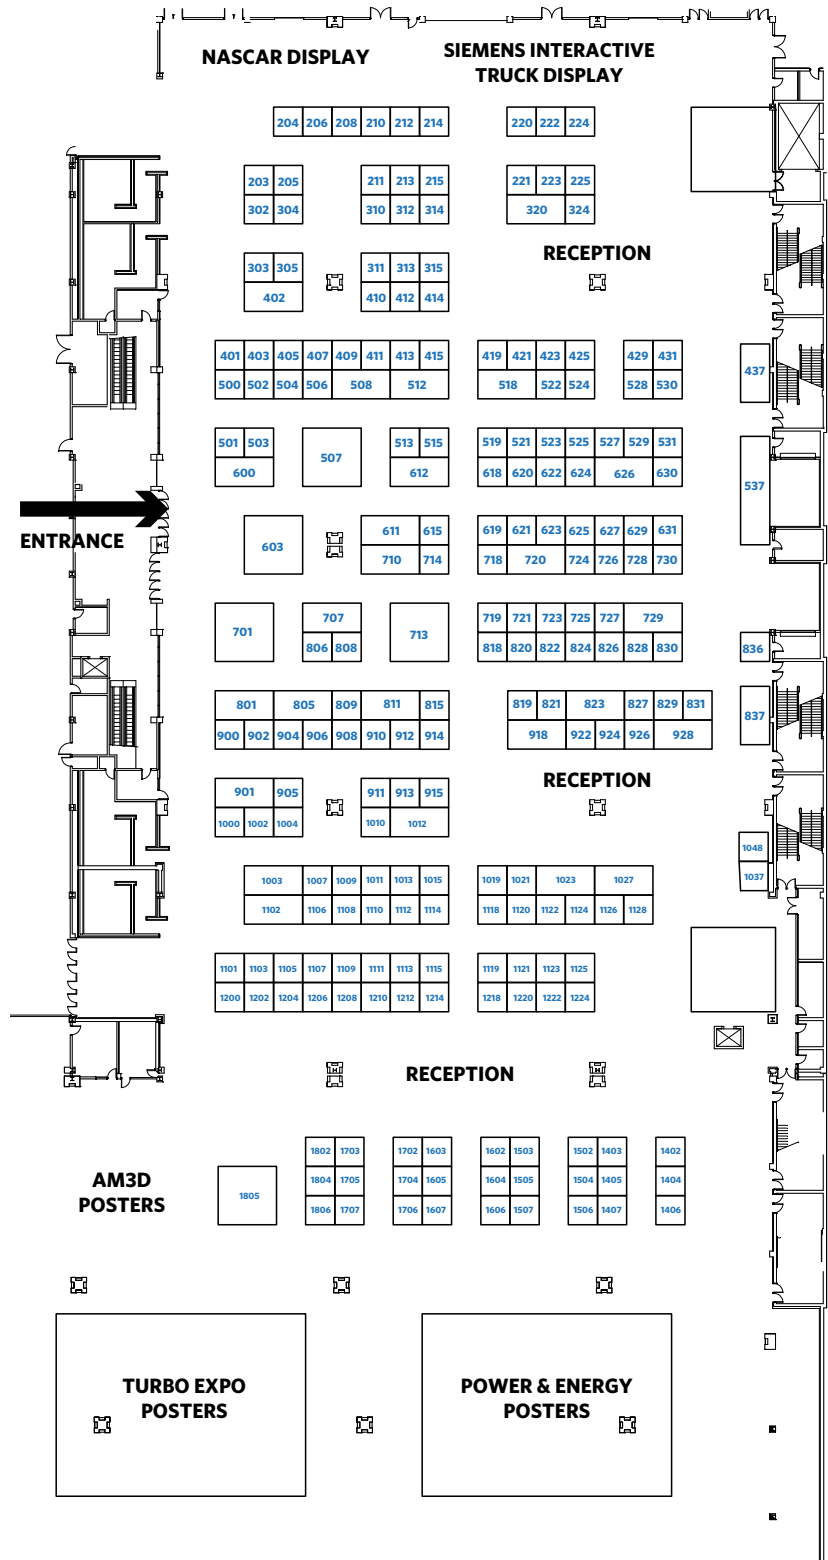 NASCAR DISPLAY
SIEMENS INTERACTIVE
TRUCK DISPLAY
204 206 208 210 212 214 220 222 224
203 205 211 213 215 221 223 225
302 304 310 312 314 320 324
RECEPTION
303 305 311 313 315
402 410 412 414
401 403 405 407 409 411 413 415 419 421 423 425 429 431
437
500 502 504 506 508 512 518 522 524 528 530
501 503 507 513 515 519 521 523 525 527 529 531
600 612 618 620 622 624 626 630
537
ENTRANCE
603 611 615 619 621 623 625 627 629 631
710 714 718 720 724 726 728 730
701 707 713 719 721 723 725 727 729
806 808 818 820 822 824 826 828 830 836
801 805 809 811 815 819 821 823 827 829 831
837
900 902 904 906 908 910 912 914 918 922 924 926 928
RECEPTION
901 905 911 913 915
1000 1002 1004 1010 1012
1048
1003 1007 1009 1011 1013 1015 1019 1021 1023 1027
1037
1102 1106 1108 1110 1112 1114 1118 1120 1122 1124 1126 1128
1101 1103 1105 1107 1109 1111 1113 1115 1119 1121 1123 1125
1200 1202 1204 1206 1208 1210 1212 1214 1218 1220 1222 1224
RECEPTION
1802 1703 1702 1603 1602 1503 1502 1403 1402
AM3D
POSTERS
1805
1804 1705 1704 1605 1604 1505 1504 1405 1404
1806 1707 1706 1607 1606 1507 1506 1407 1406
TURBO EXPO
POSTERS
POWER & ENERGY
POSTERS